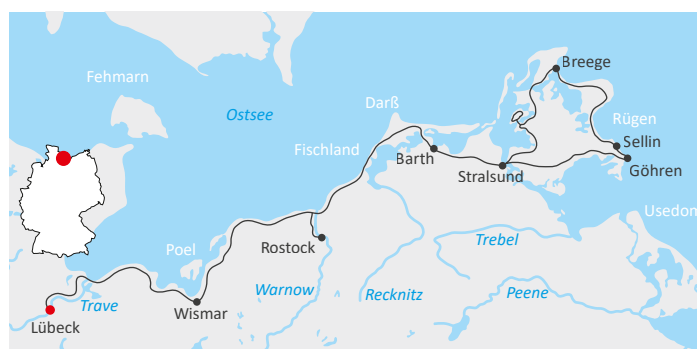 Breege
Fehmarn
Darß
Ostsee
Rügen
Sellin
Fischland
Barth
Stralsund
Göhren
Usedom
Rostock
Trebel
Poel
Warnow
Recknitz
Peene
Trave
Wismar
Lübeck